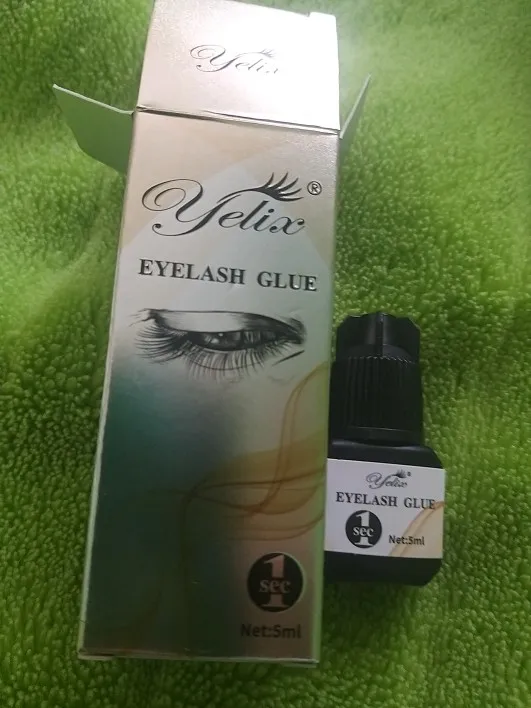 Yelix
Yelix®
EYELASH GLUE
1
sec
Net:5ml
Yelix®
EYELASH GLUE
1
sec
Net:5ml